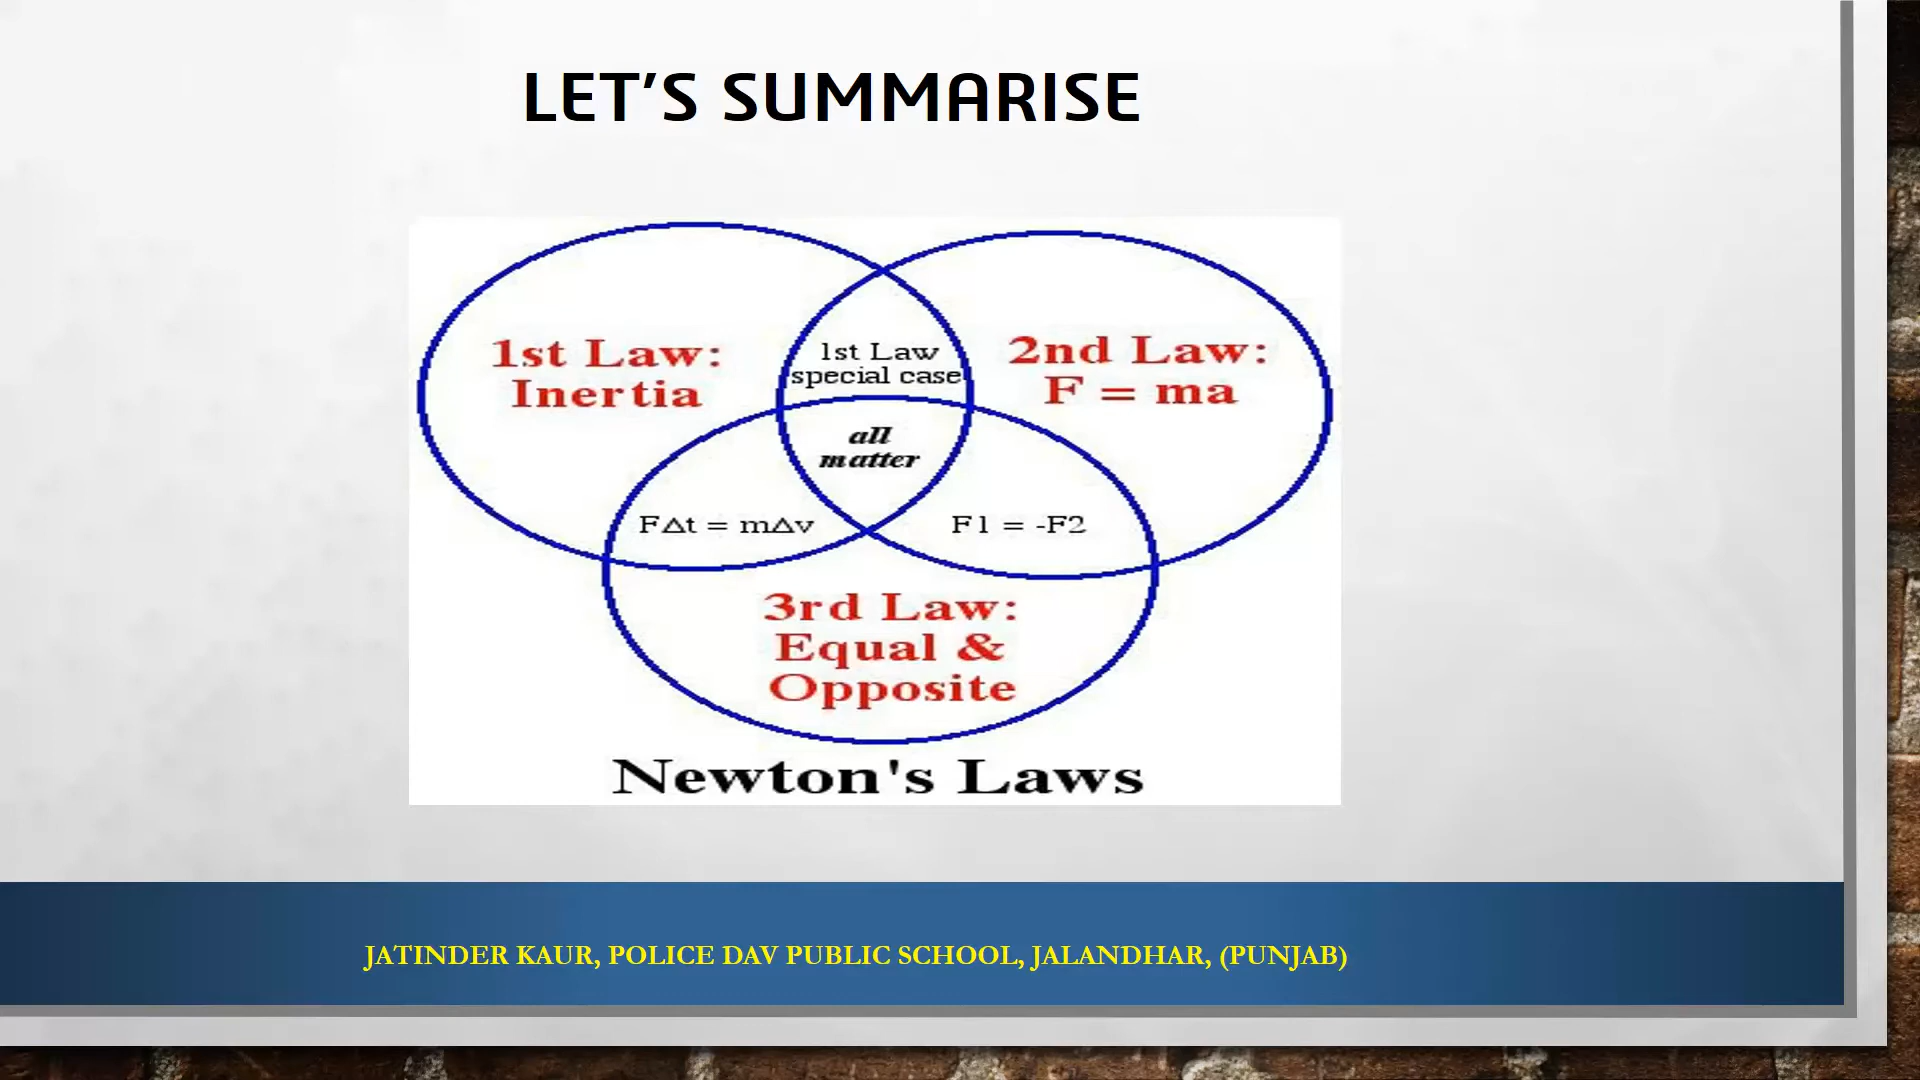 LET'S SUMMARISE
1st Law:
Inertia
1st Law
special case
2nd Law:
F = ma
all
matter
FΔt = mΔv
F1 = -F2
3rd Law:
Equal &
Opposite
Newton's Laws
JATINDER KAUR, POLICE DAV PUBLIC SCHOOL, JALANDHAR, (PUNJAB)